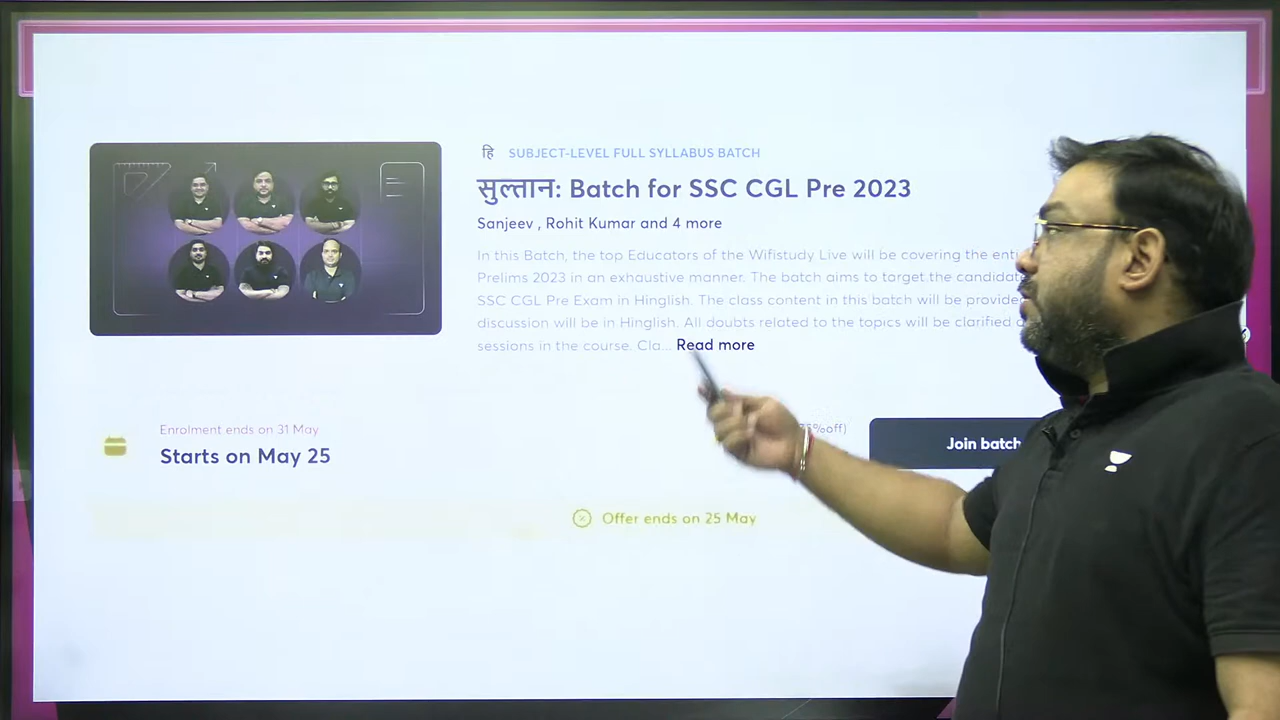 हि SUBJECT-LEVEL FULL SYLLABUS BATCH
सुल्तान: Batch for SSC CGL Pre 2023
Sanjeev , Rohit Kumar and 4 more
In this Batch, the top Educators of the Wifistudy Live will be covering the
Prelims 2023 in an exhaustive manner. The batch aims to target the
SSC CGL Pre Exam in Hinglish. The class content in this batch will be
discussion will be in Hinglish. All doubts related to the topics will be clarified
sessions in the course. Cla... Read more
Enrolment ends on 31 May
Starts on May 25
Join batch
Offer ends on 25 May